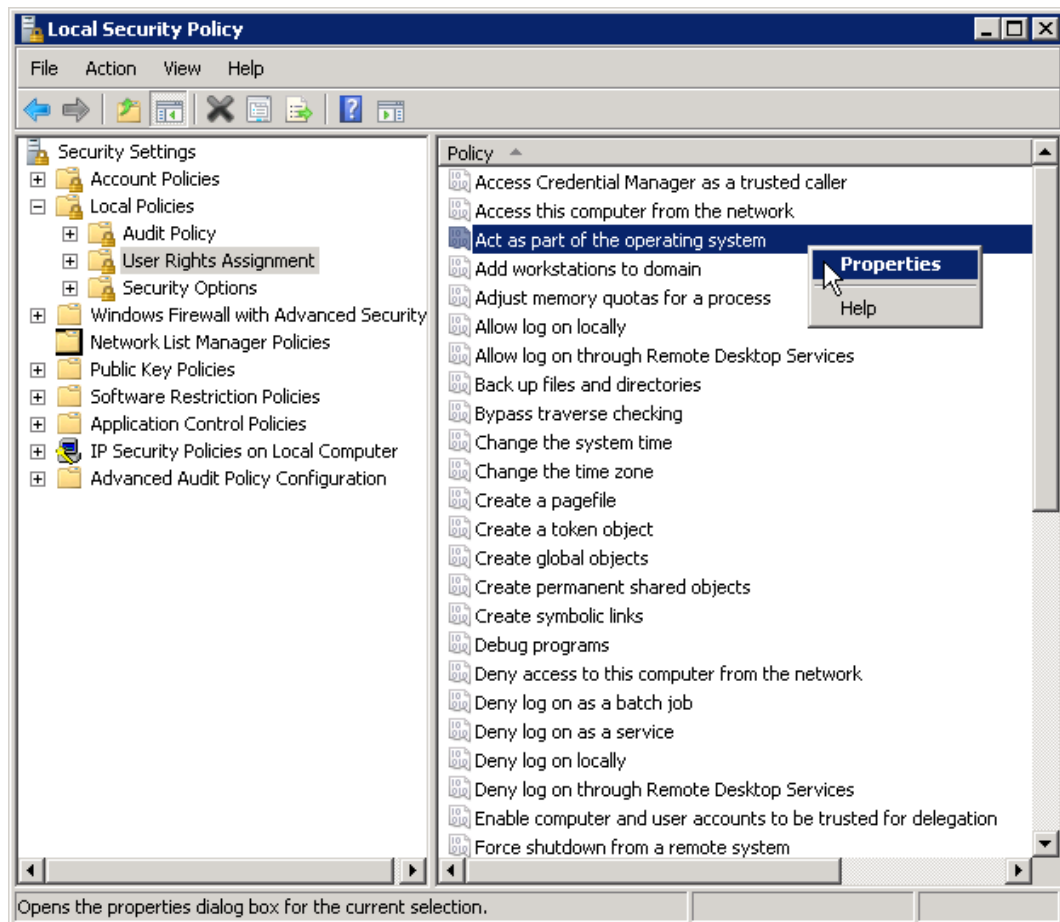 Local Security Policy
File Action View Help
Security Settings
Account Policies
Local Policies
Audit Policy
User Rights Assignment
Security Options
Windows Firewall with Advanced Security
Network List Manager Policies
Public Key Policies
Software Restriction Policies
Application Control Policies
IP Security Policies on Local Computer
Advanced Audit Policy Configuration
Policy
Access Credential Manager as a trusted caller
Access this computer from the network
Act as part of the operating system
Add workstations to domain
Adjust memory quotas for a process
Allow log on locally
Allow log on through Remote Desktop Services
Back up files and directories
Bypass traverse checking
Change the system time
Change the time zone
Create a pagefile
Create a token object
Create global objects
Create permanent shared objects
Create symbolic links
Debug programs
Deny access to this computer from the network
Deny log on as a batch job
Deny log on as a service
Deny log on locally
Deny log on through Remote Desktop Services
Enable computer and user accounts to be trusted for delegation
Force shutdown from a remote system
Properties
Help
Opens the properties dialog box for the current selection.